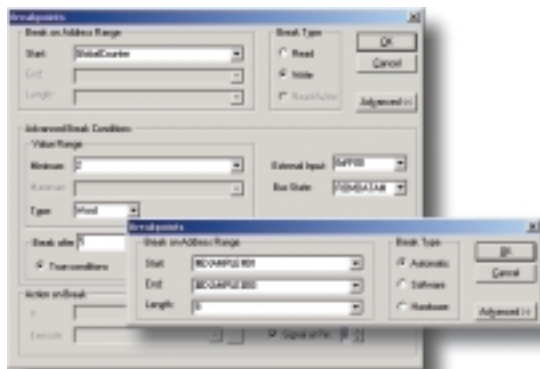 Breakpoints
Break on Address Range
Start: GlobalCounter
End:
Length:
Break Type
Read
Write
Read/Write
OK
Cancel
Advanced <<
Advanced Break Conditions
Value Range
Minimum: 2
Maximum:
Type: Word
External Input:
Bus State:
Break after 5
True conditions
Action on Break
Execute
Signal on Pin:
Breakpoints
Break on Address Range
Start:
End:
Length:
Break Type
Automatic
Software
Hardware
OK
Cancel
Advanced >>